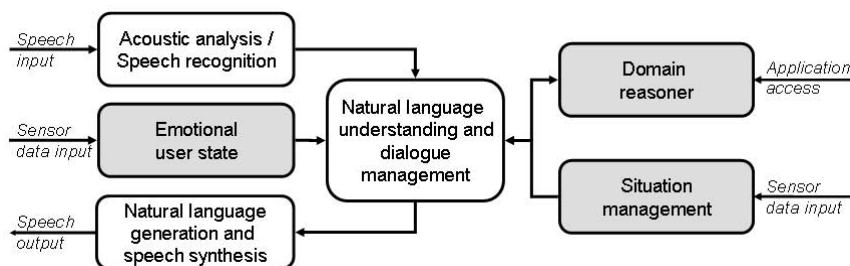 Speech
input
Acoustic analysis /
Speech recognition
Sensor
data input
Emotional
user state
Speech
output
Natural language
generation and
speech synthesis
Natural language
understanding and
dialogue
management
Domain
reasoner
Application
access
Situation
management
Sensor
data input